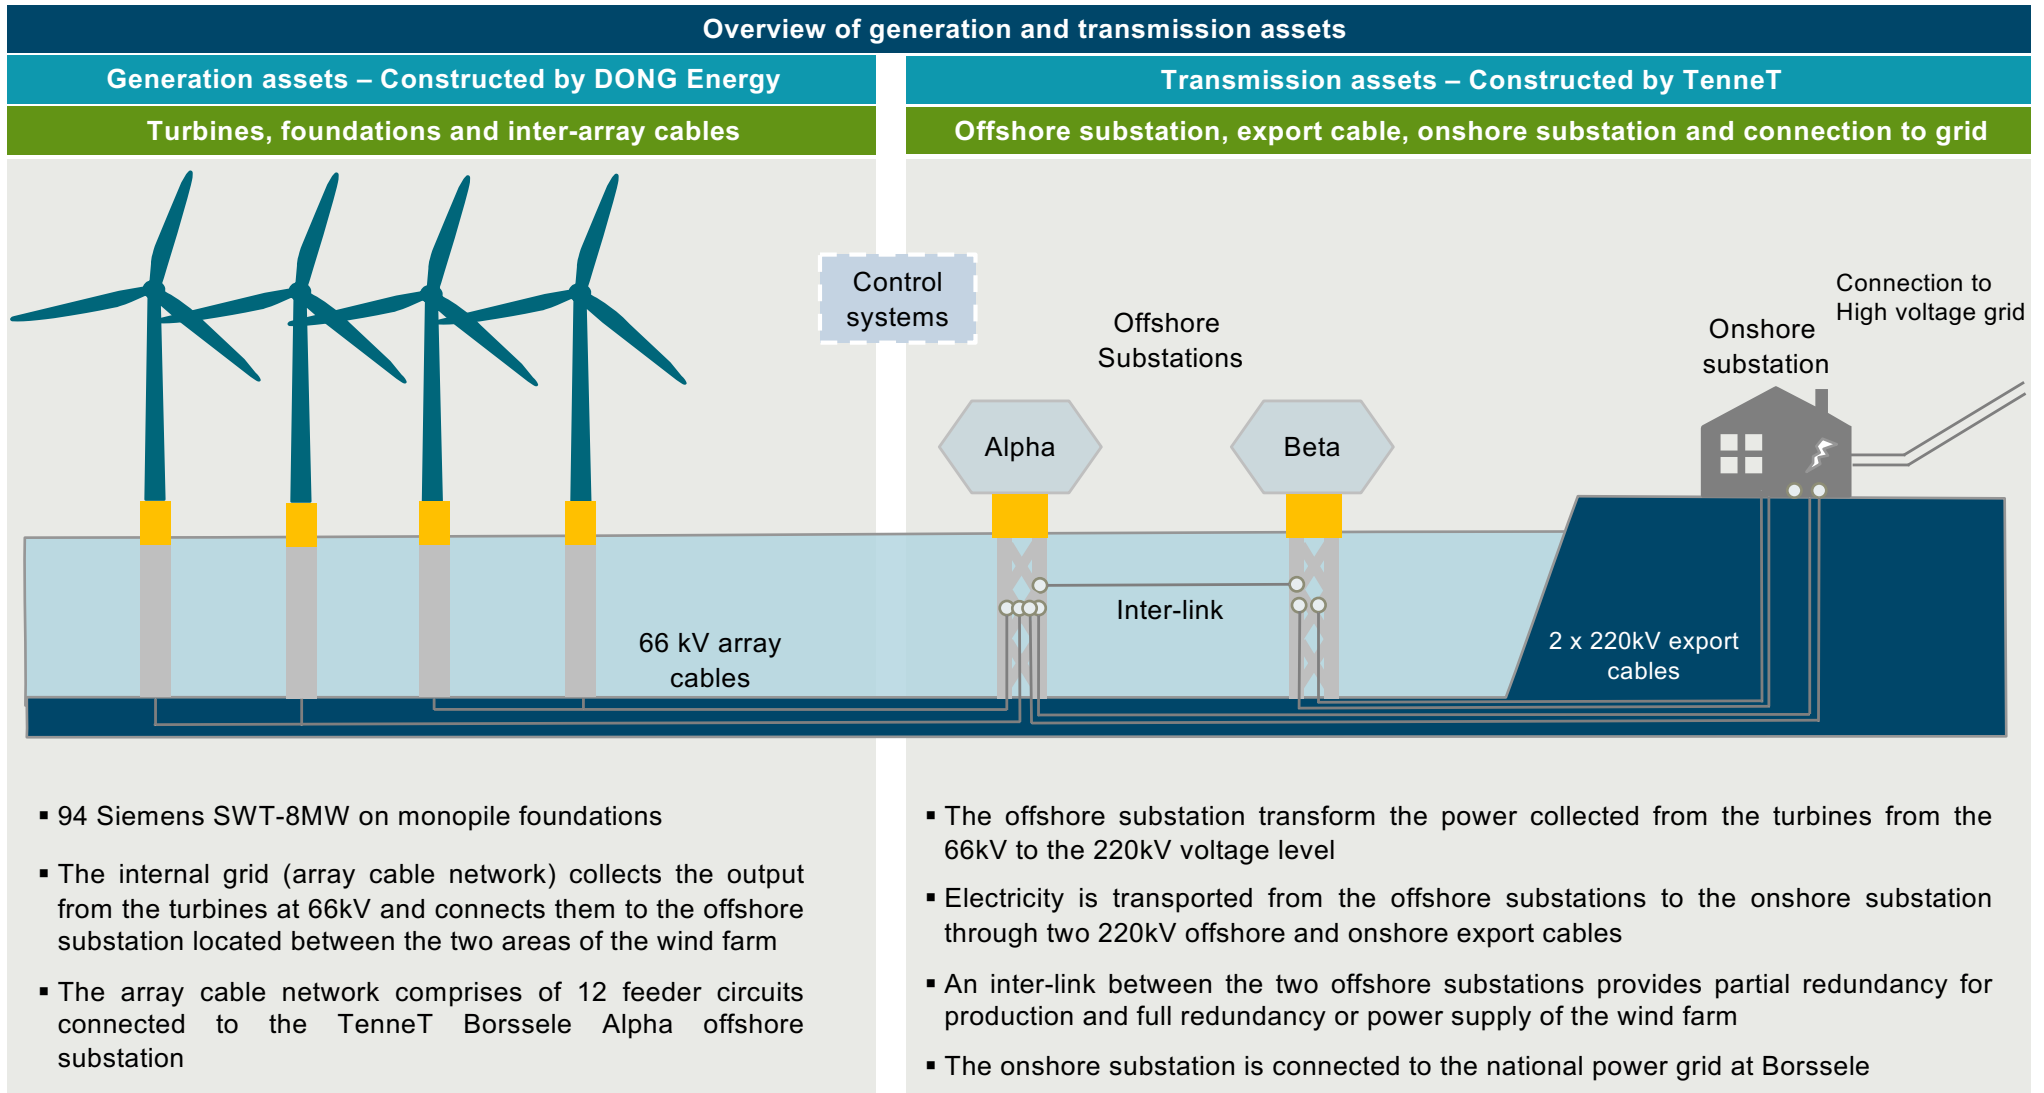 Overview of generation and transmission assets
Generation assets – Constructed by DONG Energy
Turbines, foundations and inter-array cables
Transmission assets – Constructed by TenneT
Offshore substation, export cable, onshore substation and connection to grid
Control
systems
Offshore
Substations
Connection to
High voltage grid
Onshore
substation
Alpha
Beta
Inter-link
66 kV array
cables
2 x 220kV export
cables
▪ 94 Siemens SWT-8MW on monopile foundations
▪ The internal grid (array cable network) collects the output
from the turbines at 66kV and connects them to the offshore
substation located between the two areas of the wind farm
▪ The array cable network comprises of 12 feeder circuits
connected to the TenneT Borssele Alpha offshore
substation
▪ The offshore substation transform the power collected from the turbines from the
66kV to the 220kV voltage level
▪ Electricity is transported from the offshore substations to the onshore substation
through two 220kV offshore and onshore export cables
▪ An inter-link between the two offshore substations provides partial redundancy for
production and full redundancy or power supply of the wind farm
▪ The onshore substation is connected to the national power grid at Borssele